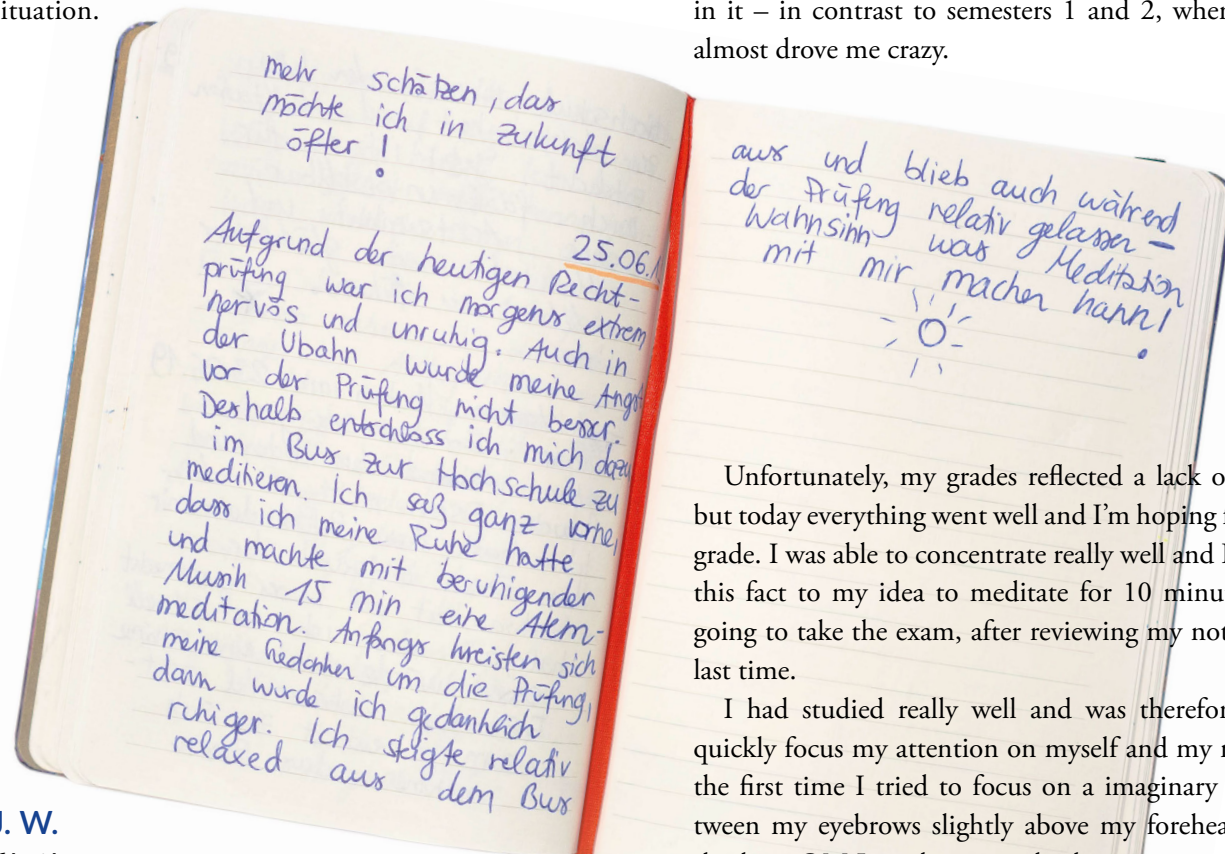 ituation.
mehr schätzen, das
möchte ich in Zukunft
öfter!
25.06.1
Aufgrund der heutigen Recht-
prüfung war ich morgens extrem
nervös und unruhig. Auch in
der Ubahn wurde meine Angst
vor der Prüfung nicht besser.
Deshalb entschloss ich mich dazu
im Bus zur Hochschule zu
meditieren. Ich saß ganz vorne,
dass ich meine Ruhe hatte
und machte mit beruhigender
Musik 15 min eine Atem-
meditation. Anfangs kreisten sich
meine Gedanken um die Prüfung,
dann wurde ich gedanklich
ruhiger. Ich steigte relativ
relaxed aus dem Bus
J. W.
in it – in contrast to semesters 1 and 2, wher
almost drove me crazy.
aus und blieb auch während
der Prüfung relativ gelassen –
Wahnsinn was Meditation
mit mir machen kann!
Unfortunately, my grades reflected a lack o
but today everything went well and I'm hoping
grade. I was able to concentrate really well and I
this fact to my idea to meditate for 10 minu
going to take the exam, after reviewing my not
last time.
I had studied really well and was therefor
quickly focus my attention on myself and my
the first time I tried to focus on a imaginary
tween my eyebrows slightly above my forehea